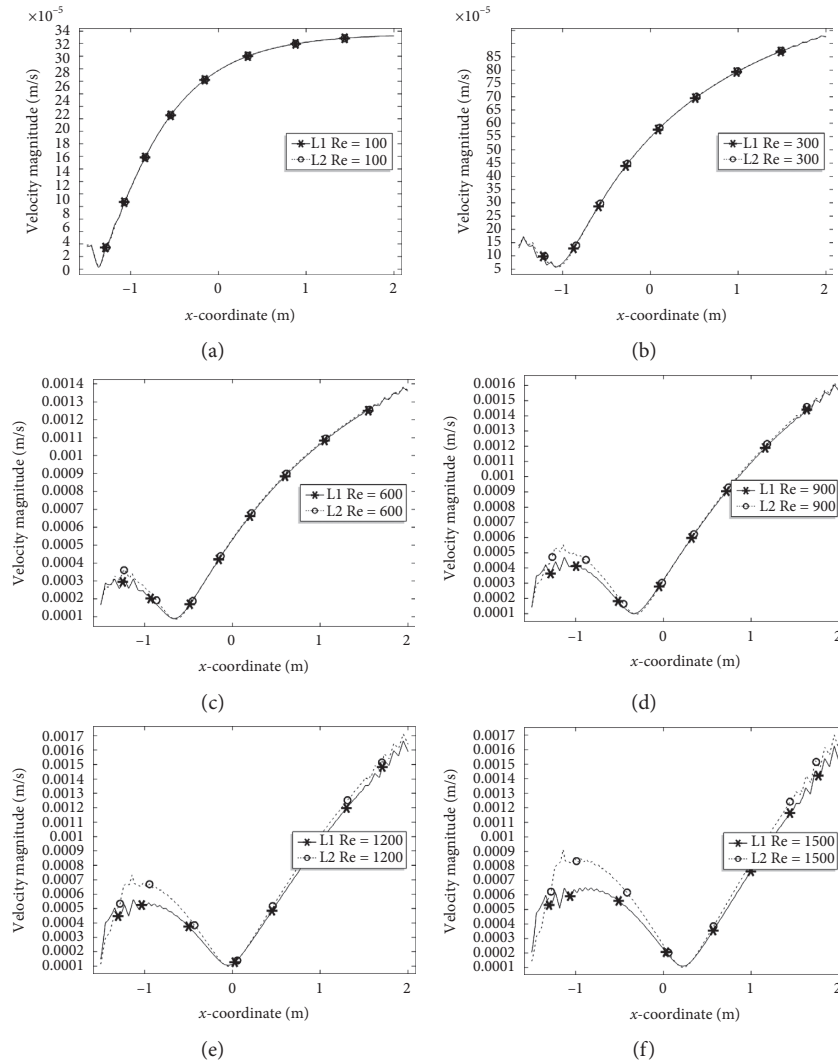 ×10⁻⁵
34
32
28
26
22
20
16
14
10
8
4
2
0
Velocity magnitude (m/s)
L1 Re = 100
L2 Re = 100
−1 0 1 2
x-coordinate (m)
(a)
×10⁻⁵
85
75
65
55
45
35
25
15
10
5
Velocity magnitude (m/s)
L1 Re = 300
L2 Re = 300
−1 0 1 2
x-coordinate (m)
(b)
0.0014
0.0013
0.0012
0.0011
0.001
0.0009
0.0008
0.0007
0.0006
0.0005
0.0004
0.0003
0.0002
0.0001
Velocity magnitude (m/s)
L1 Re = 600
L2 Re = 600
−1 0 1 2
x-coordinate (m)
(c)
0.0016
0.0015
0.0014
0.0013
0.0012
0.0011
0.001
0.0009
0.0008
0.0007
0.0006
0.0005
0.0004
0.0003
0.0002
0.0001
Velocity magnitude (m/s)
L1 Re = 900
L2 Re = 900
−1 0 1 2
x-coordinate (m)
(d)
0.0017
0.0016
0.0015
0.0014
0.0013
0.0012
0.0011
0.001
0.0009
0.0008
0.0007
0.0006
0.0005
0.0004
0.0003
0.0002
0.0001
Velocity magnitude (m/s)
L1 Re = 1200
L2 Re = 1200
−1 0 1 2
x-coordinate (m)
(e)
0.0017
0.0016
0.0015
0.0014
0.0013
0.0012
0.0011
0.001
0.0009
0.0008
0.0007
0.0006
0.0005
0.0004
0.0003
0.0002
0.0001
Velocity magnitude (m/s)
L1 Re = 1500
L2 Re = 1500
−1 0 1 2
x-coordinate (m)
(f)